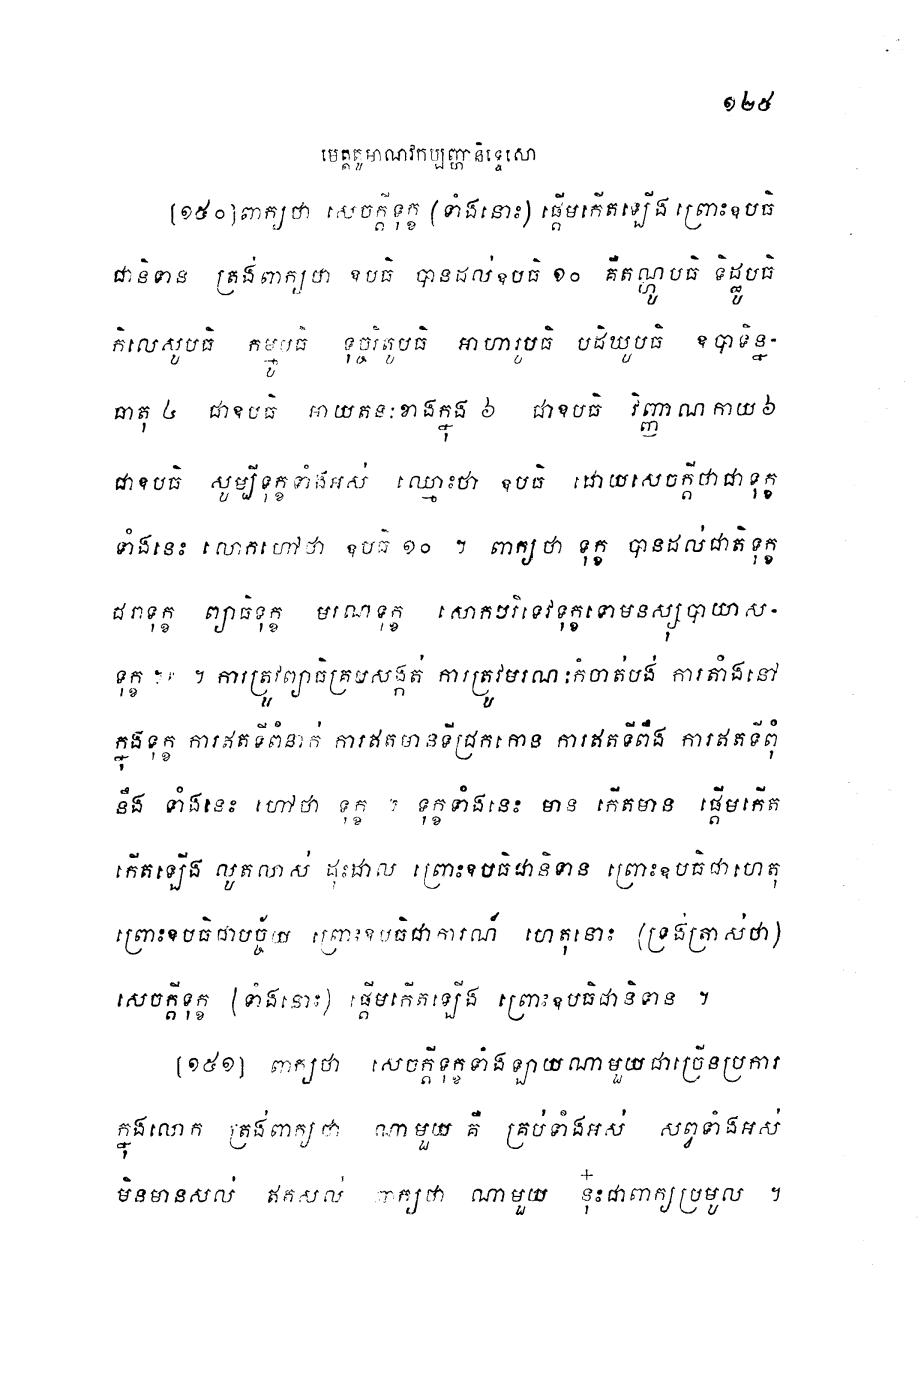 ១២៥
មេត្តគូមាណវកប្បញ្ហានិទ្ទេសោ
[១៥០] ពាក្យថា សេចក្តីទុក្ខ (ទាំងនោះ) ផ្តើមកើតឡើង ព្រោះឧបធិ
ជានិទាន ត្រង់ពាក្យថា ឧបធិ បានដល់ឧបធិ ១០ គឺតណ្ហូបធិ ទិដ្ឋូបធិ
កិលេសូបធិ កម្មូបធិ ទុច្ចរិតូបធិ អាហារូបធិ បដិឃូបធិ ឧបាទិន្ន-
ធាតុ ៤ ជាឧបធិ អាយតនៈខាងក្នុង ៦ ជាឧបធិ វិញ្ញាណកាយ ៦
ជាឧបធិ សូម្បីទុក្ខទាំងអស់ ឈ្មោះថា ឧបធិ ដោយសេចក្តីថាជាទុក្ខ
ទាំងនេះ លោកហៅថា ឧបធិ ១០ ។ ពាក្យថា ទុក្ខ បានដល់ជាតិទុក្ខ
ជរាទុក្ខ ព្យាធិទុក្ខ មរណទុក្ខ សោកបរិទេវទុក្ខទោមនស្សុបាយាស-
ទុក្ខ ។ ការត្រូវព្យាធិគ្របសង្កត់ ការត្រូវមរណៈកំចាត់បង់ ការតាំងនៅ
ក្នុងទុក្ខ ការឥតទីពំនាក់ ការឥតមានទីជ្រកកោន ការឥតទីពឹង ការឥតទីពុំ
នឹង ទាំងនេះ ហៅថា ទុក្ខ ។ ទុក្ខទាំងនេះ មាន កើតមាន ផ្តើមកើត
កើតឡើង លូតលាស់ ដុះដាល ព្រោះឧបធិជានិទាន ព្រោះឧបធិជាហេតុ
ព្រោះឧបធិជាបច្ច័យ ព្រោះឧបធិជាការណ៍ ហេតុនោះ (ទ្រង់ត្រាស់ថា)
សេចក្តីទុក្ខ (ទាំងនោះ) ផ្តើមកើតឡើង ព្រោះឧបធិជានិទាន ។
[១៥១] ពាក្យថា សេចក្តីទុក្ខទាំងឡាយណាមួយជាច្រើនប្រការ
ក្នុងលោក ត្រង់ពាក្យថា ណាមួយ គឺ គ្រប់ទាំងអស់ សព្វទាំងអស់
មិនមានសល់ ឥតសល់ ពាក្យថា ណាមួយ នុ៎ះជាពាក្យប្រមូល ។